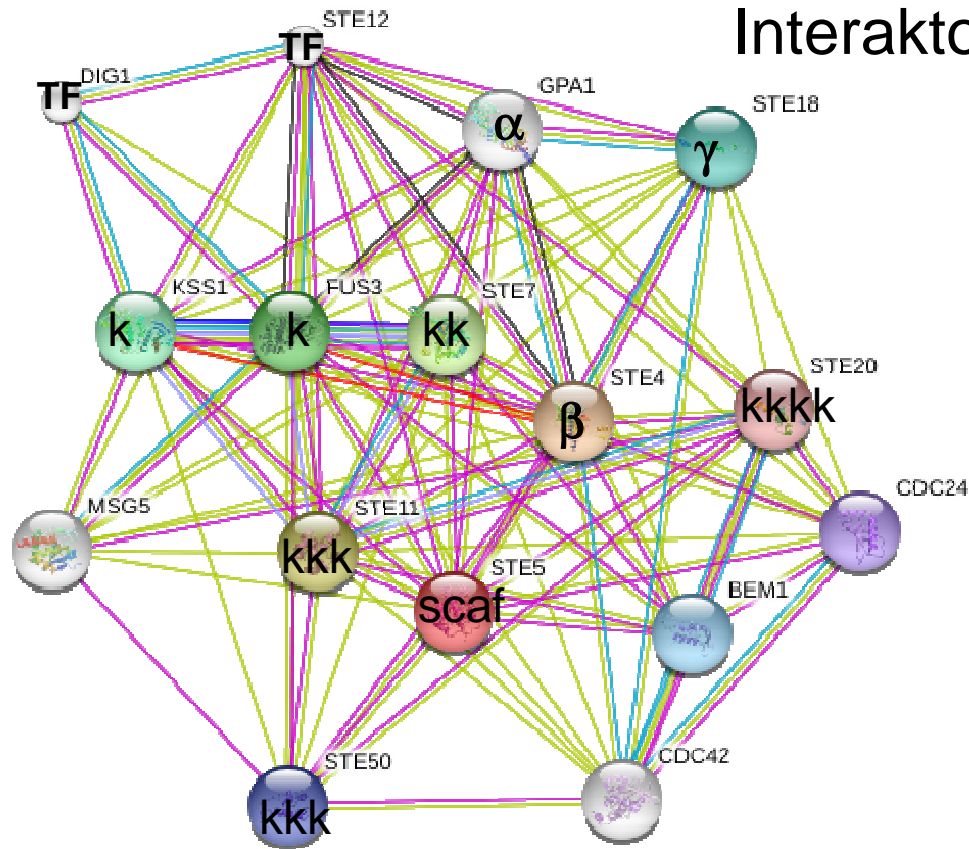 Interakto
STE12
TF
DIG1
TF
GPA1
α
STE18
γ
KSS1
k
FUS3
k
STE7
kk
STE4
β
STE20
kkkk
CDC24
MSG5
STE11
kkk
STE5
scaf
BEM1
STE50
kkk
CDC42